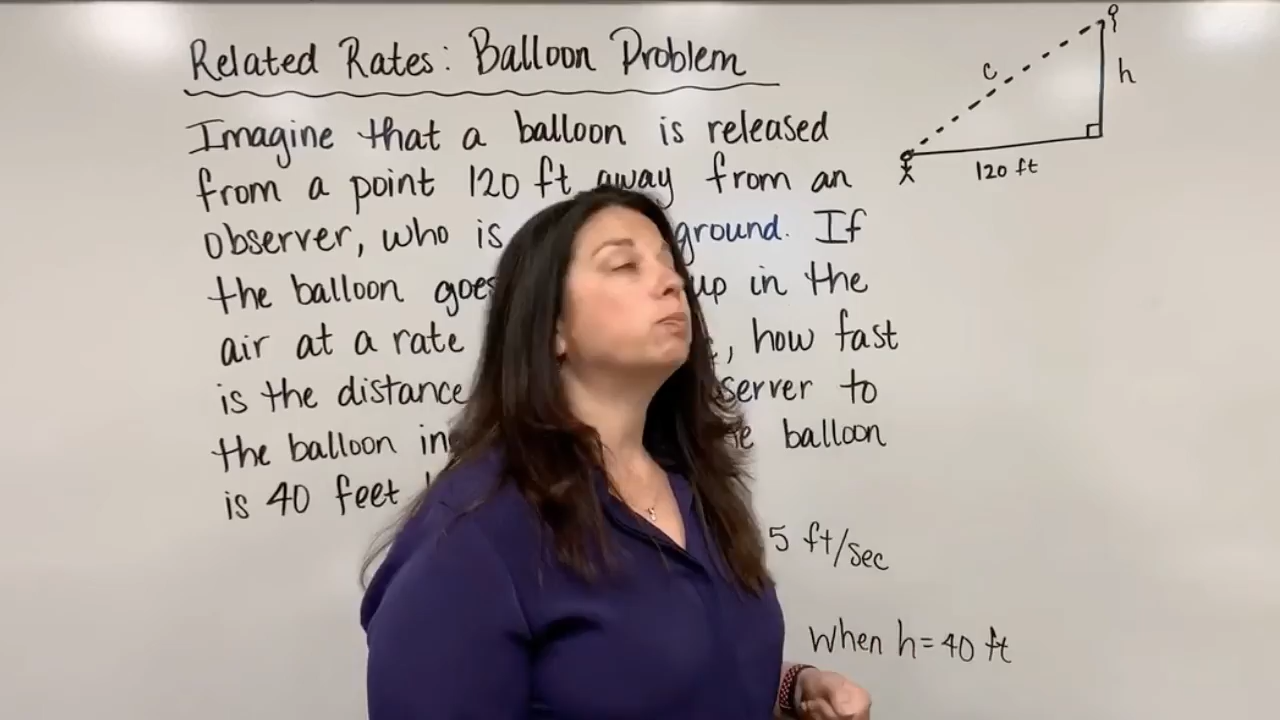 Related Rates: Balloon Problem
Imagine that a balloon is released
from a point 120 ft away from an
observer, who is ground. If
the balloon goes up in the
air at a rate , how fast
is the distance to
the balloon balloon
is 40 feet
5 ft/sec
When h=40 ft
c
h
120 ft